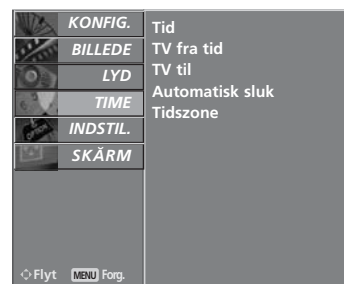 KONFIG.
BILLEDE
LYD
TIME
INDSTIL.
SKÄRM
Tid
TV fra tid
TV til
Automatisk sluk
Tidszone
Flyt MENU Forg.